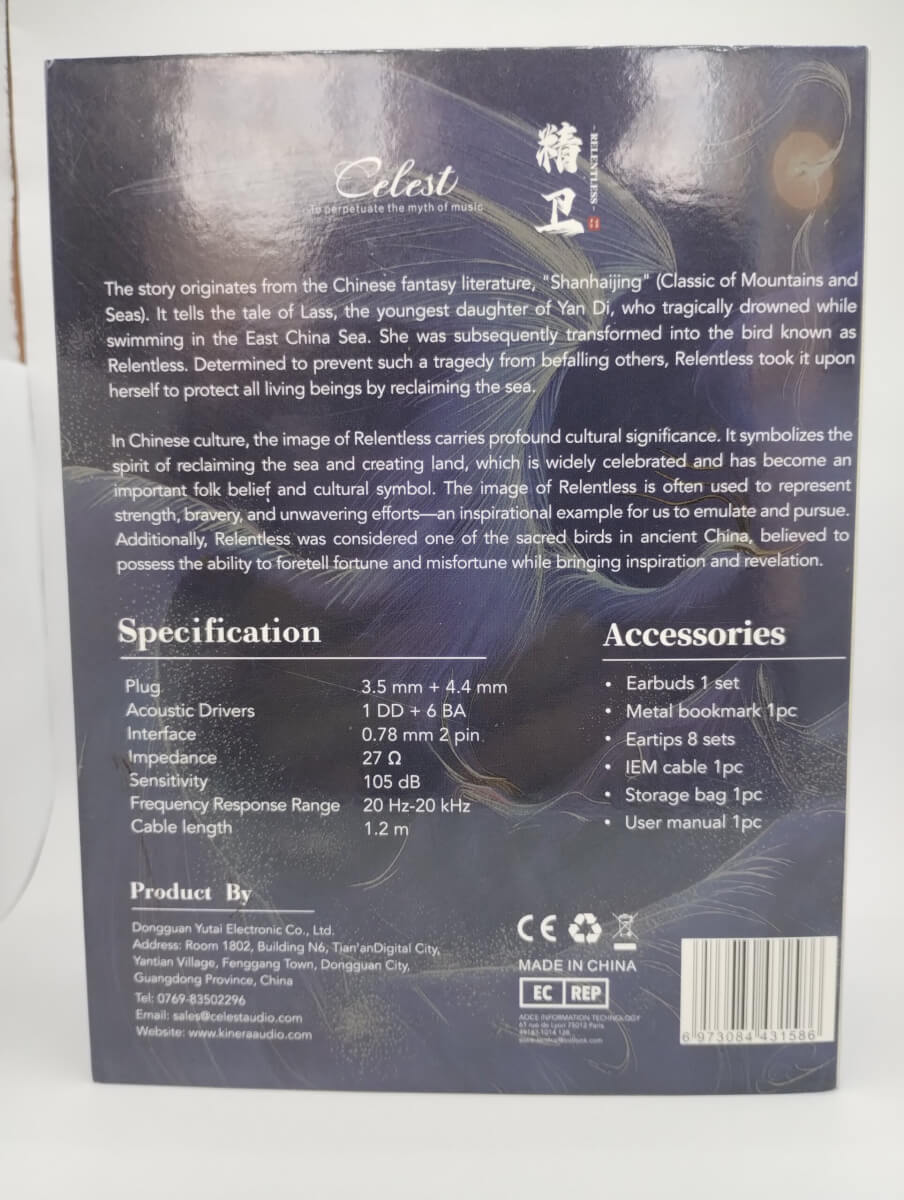 Celest
To perpetuate the myth of music
精卫
- RELENTLESS -
The story originates from the Chinese fantasy literature, "Shanhaijing" (Classic of Mountains and
Seas). It tells the tale of Lass, the youngest daughter of Yan Di, who tragically drowned while
swimming in the East China Sea. She was subsequently transformed into the bird known as
Relentless. Determined to prevent such a tragedy from befalling others, Relentless took it upon
herself to protect all living beings by reclaiming the sea.
In Chinese culture, the image of Relentless carries profound cultural significance. It symbolizes the
spirit of reclaiming the sea and creating land, which is widely celebrated and has become an
important folk belief and cultural symbol. The image of Relentless is often used to represent
strength, bravery, and unwavering efforts—an inspirational example for us to emulate and pursue.
Additionally, Relentless was considered one of the sacred birds in ancient China, believed to
possess the ability to foretell fortune and misfortune while bringing inspiration and revelation.
Specification
Plug 3.5 mm + 4.4 mm
Acoustic Drivers 1 DD + 6 BA
Interface 0.78 mm 2 pin
Impedance 27 Ω
Sensitivity 105 dB
Frequency Response Range 20 Hz-20 kHz
Cable length 1.2 m
Accessories
• Earbuds 1 set
• Metal bookmark 1pc
• Eartips 8 sets
• IEM cable 1pc
• Storage bag 1pc
• User manual 1pc
Product By
Dongguan Yutai Electronic Co., Ltd.
Address: Room 1802, Building N6, Tian'anDigital City,
Yantian Village, Fenggang Town, Dongguan City,
Guangdong Province, China
Tel: 0769-83502296
Email: sales@celestaudio.com
Website: www.kineraaudio.com
CE
MADE IN CHINA
EC REP
INFORMATION TECHNOLOGY
rue de Lyon 75012 Paris
6 973084 431586